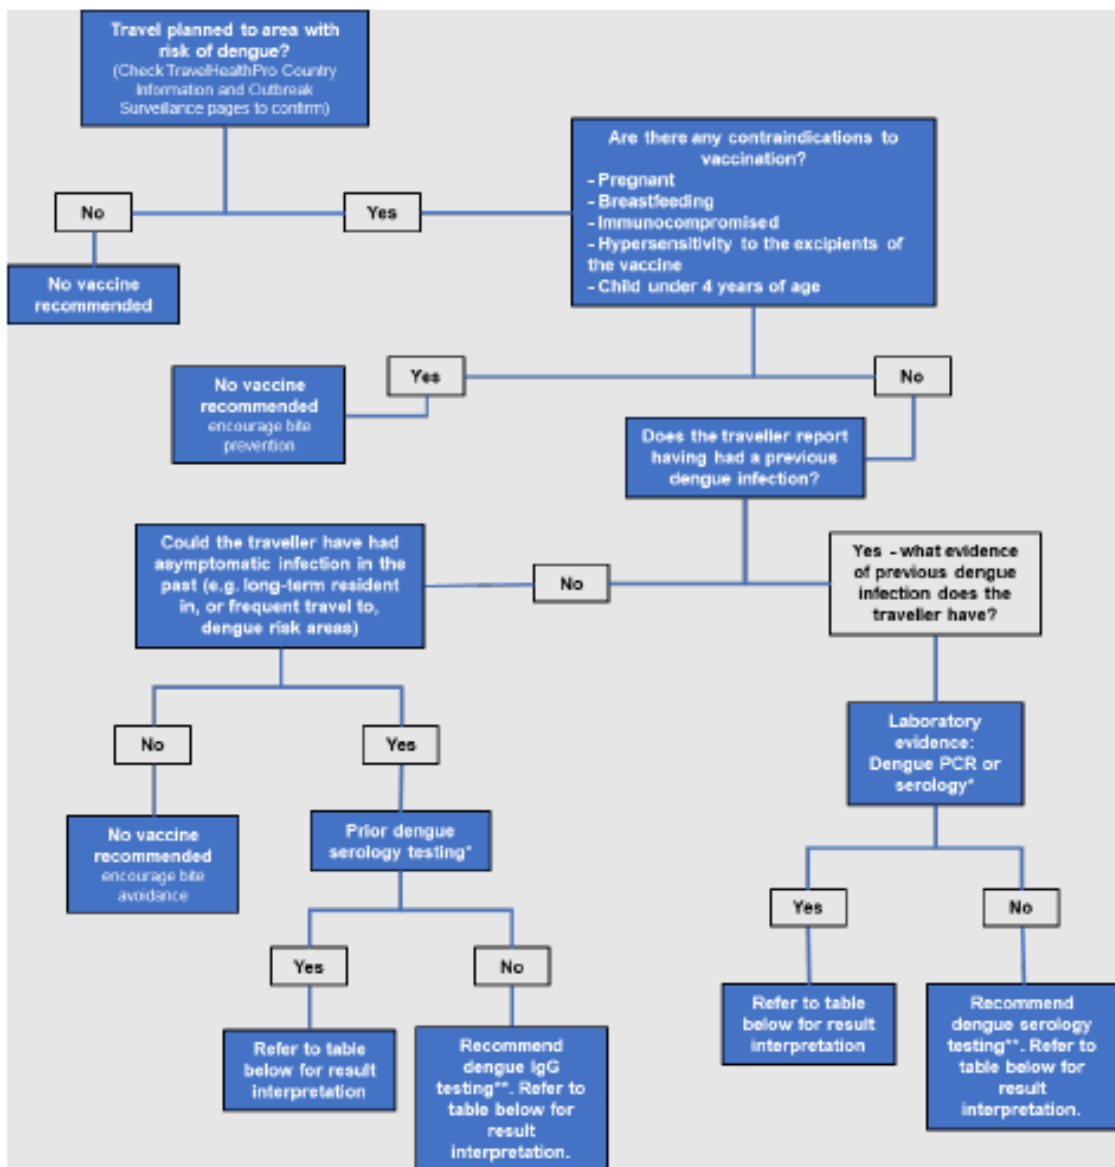 Travel planned to area with
risk of dengue?
(Check TravelHealthPro Country
Information and Outbreak
Surveillance pages to confirm)
Are there any contraindications to
vaccination?
- Pregnant
- Breastfeeding
- Immunocompromised
- Hypersensitivity to the excipients of
the vaccine
- Child under 4 years of age
No
Yes
No vaccine
recommended
Yes
No
No vaccine
recommended
encourage bite
prevention
Does the traveller report
having had a previous
dengue infection?
Could the traveller have had
asymptomatic infection in the
past (e.g. long-term resident
in, or frequent travel to,
dengue risk areas)
No
Yes - what evidence
of previous dengue
infection does the
traveller have?
No
Yes
Laboratory
evidence:
Dengue PCR or
serology*
No vaccine
recommended
encourage bite
avoidance
Prior dengue
serology testing*
Yes
No
Yes
No
Refer to table
below for result
interpretation
Recommend
dengue IgG
testing**. Refer to
table below for
result
interpretation.
Refer to table
below for result
interpretation
Recommend
dengue serology
testing**. Refer to
table below for
result
interpretation.